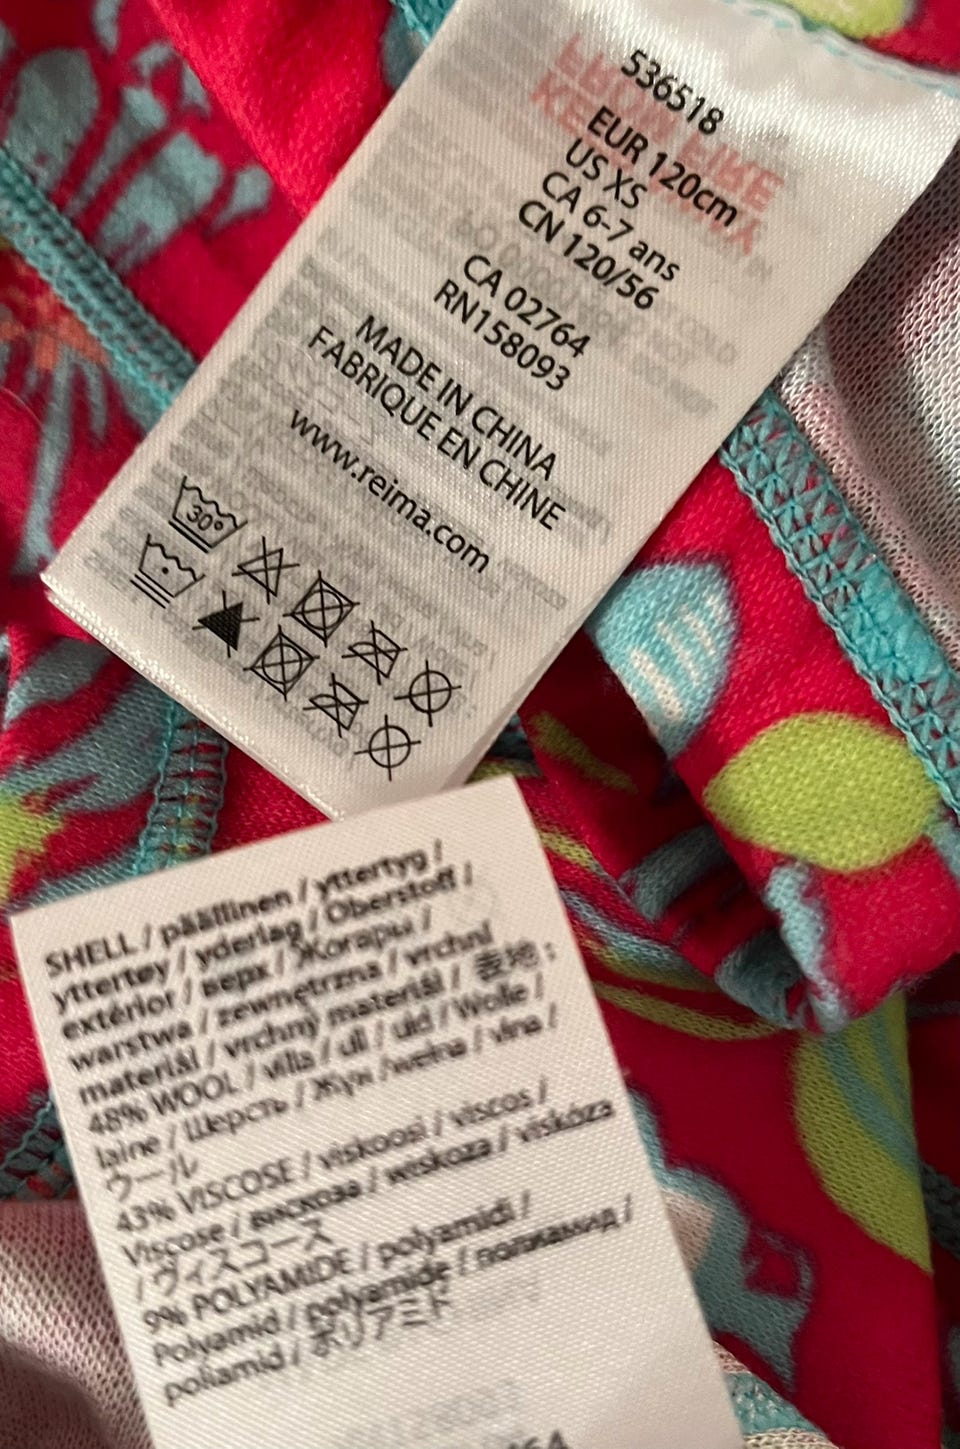 536518
EUR 120cm
US XS
CA 6-7 ans
CN 120/56
CA 02764
RN158093
MADE IN CHINA
FABRIQUE EN CHINE
www.reima.com
30°
SHELL / päällinen / yttertyg /
yttertøy / yderlag / Oberstoff /
extérior / верх / Жогары /
warstwa / zewnętrzna / vrchní
materiál / vrchný materiál / 表地 :
48% WOOL / villa / ull / uld / Wolle /
laine / Шерсть / Жүн /wełna / vlna /
ウール
43% VISCOSE / viskoosi / viscos /
Viscose / вискоза / wiskoza / viskóza
/ ヴィスコース
9% POLYAMIDE / polyamidi /
Polyamid / polyamide / полиамид /
poliamid / ポリアミド